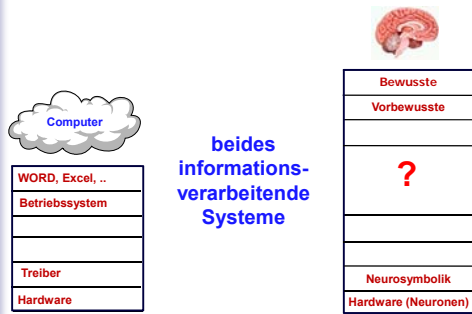 Computer
WORD, Excel, ..
Betriebssystem
Treiber
Hardware
beides
informations-
verarbeitende
Systeme
Bewusste
Vorbewusste
?
Neurosymbolik
Hardware (Neuronen)